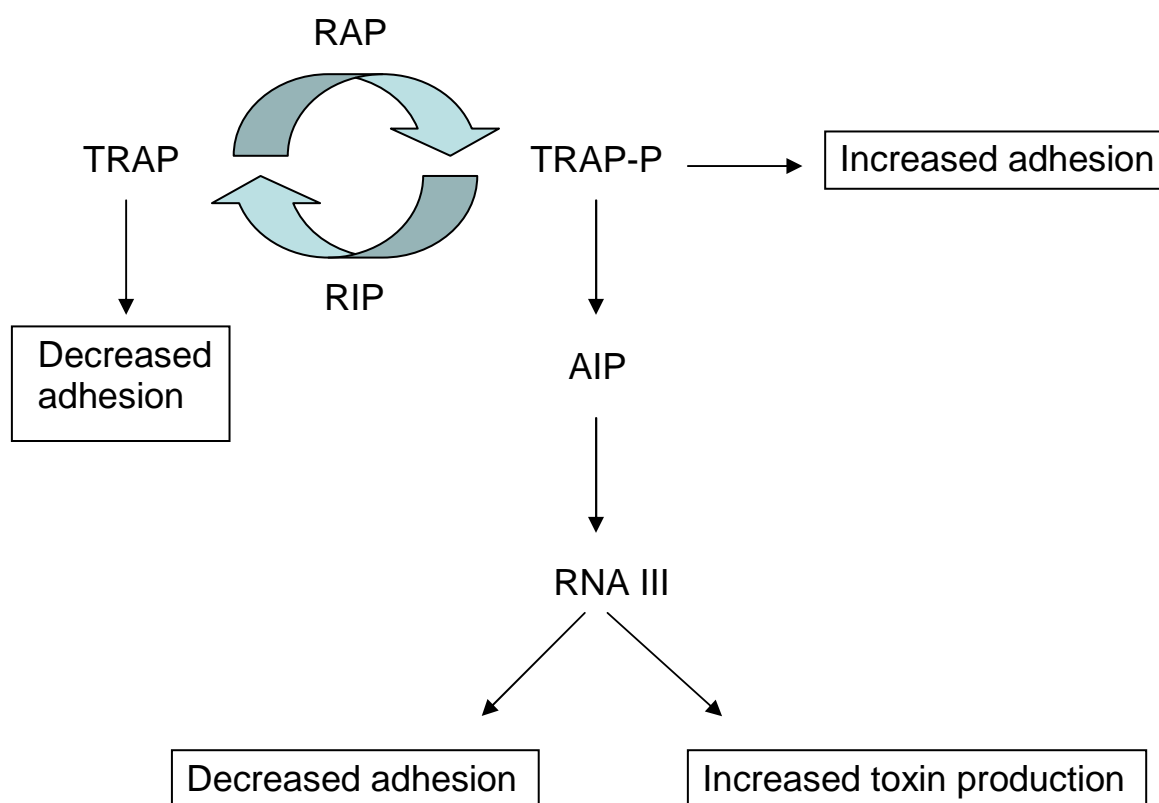 RAP
TRAP
TRAP-P
Increased adhesion
RIP
Decreased
adhesion
AIP
RNA III
Decreased adhesion
Increased toxin production